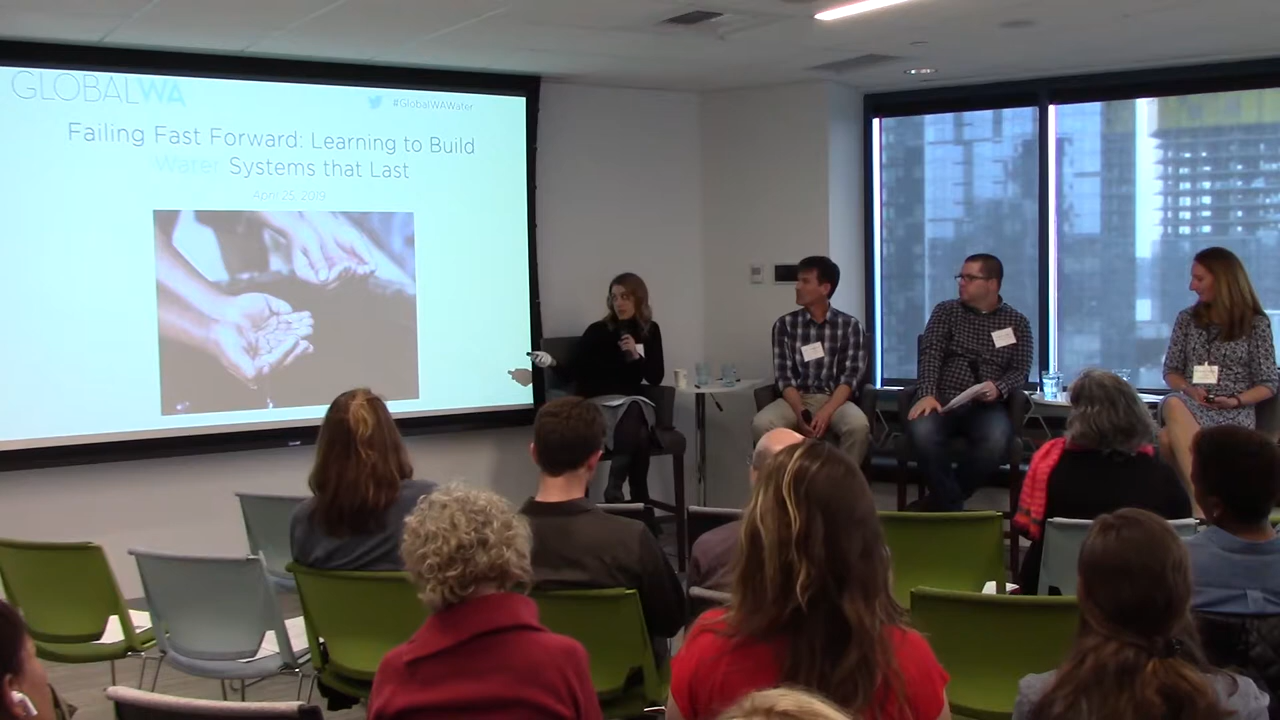 GLOBALWA
#GlobalWAWater
Failing Fast Forward: Learning to Build
Water Systems that Last
April 25, 2019